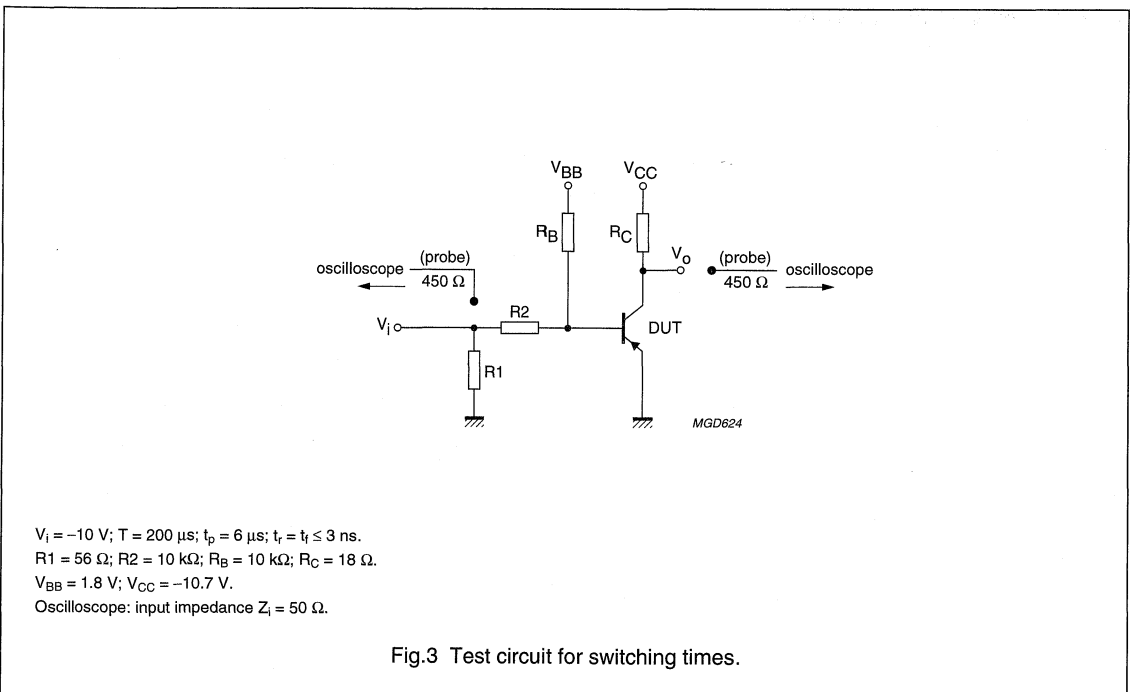 VBB
VCC
RB
RC
Vo
(probe)
450 Ω
oscilloscope
(probe)
450 Ω
oscilloscope
R2
Vi
DUT
R1
MGD624
Vi = −10 V; T = 200 μs; tp = 6 μs; tr = tf ≤ 3 ns.
R1 = 56 Ω; R2 = 10 kΩ; RB = 10 kΩ; RC = 18 Ω.
VBB = 1.8 V; VCC = −10.7 V.
Oscilloscope: input impedance Zi = 50 Ω.
Fig.3 Test circuit for switching times.